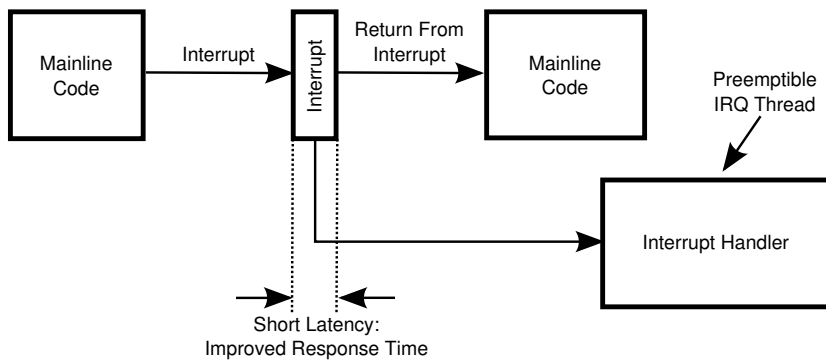 Mainline
Code
Interrupt
Interrupt
Return From
Interrupt
Mainline
Code
Preemptible
IRQ Thread
Interrupt Handler
Short Latency:
Improved Response Time